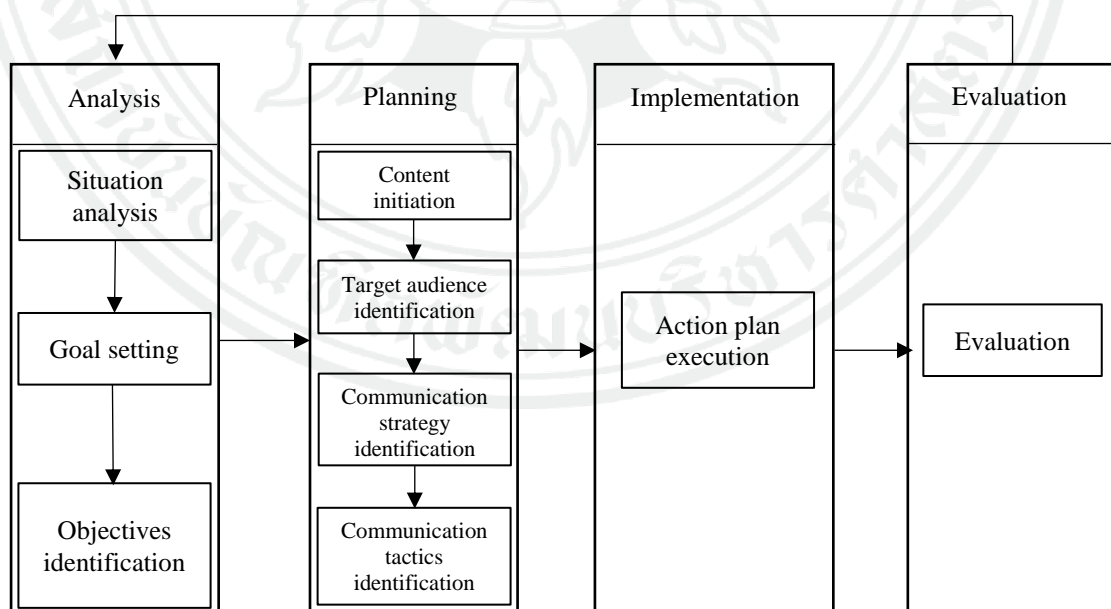 Analysis
Situation
analysis
Goal setting
Objectives
identification
Planning
Content
initiation
Target audience
identification
Communication
strategy
identification
Communication
tactics
identification
Implementation
Action plan
execution
Evaluation
Evaluation